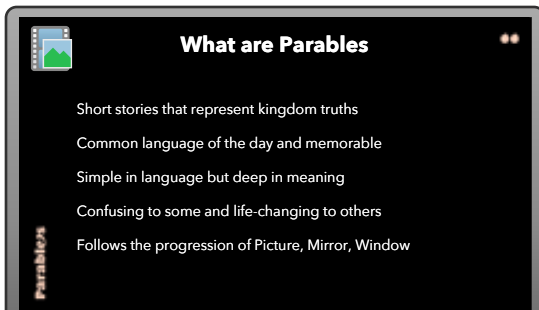 What are Parables
Short stories that represent kingdom truths
Common language of the day and memorable
Simple in language but deep in meaning
Confusing to some and life-changing to others
Follows the progression of Picture, Mirror, Window
Parables